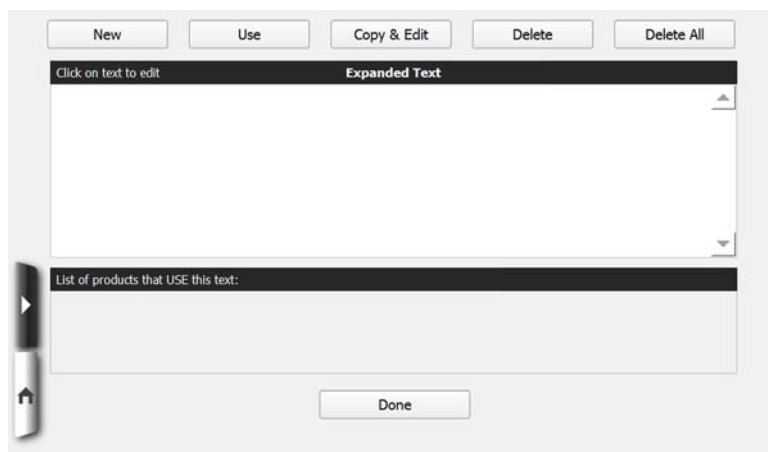 New Use Copy & Edit Delete Delete All
Click on text to edit Expanded Text
List of products that USE this text:
Done